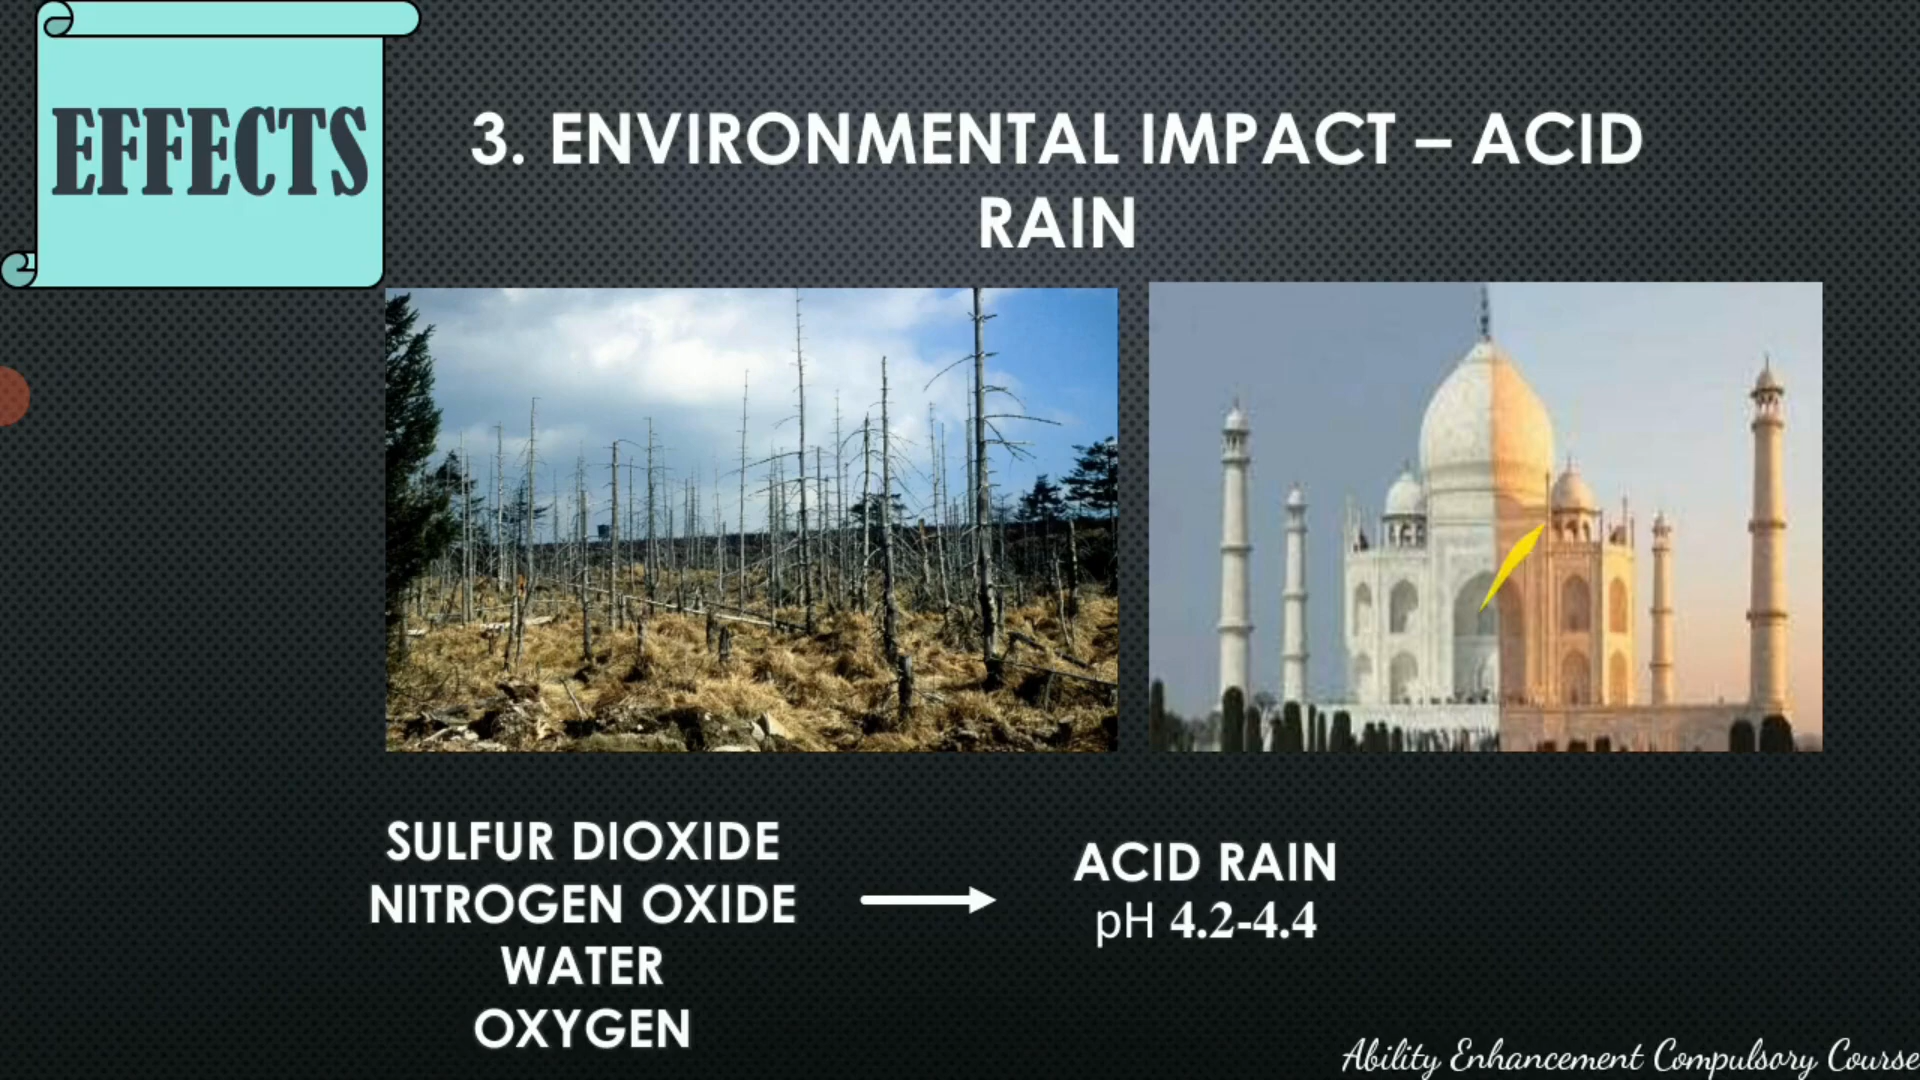 EFFECTS
3. ENVIRONMENTAL IMPACT – ACID
RAIN
SULFUR DIOXIDE
NITROGEN OXIDE
WATER
OXYGEN
ACID RAIN
pH 4.2-4.4
Ability Enhancement Compulsory Course